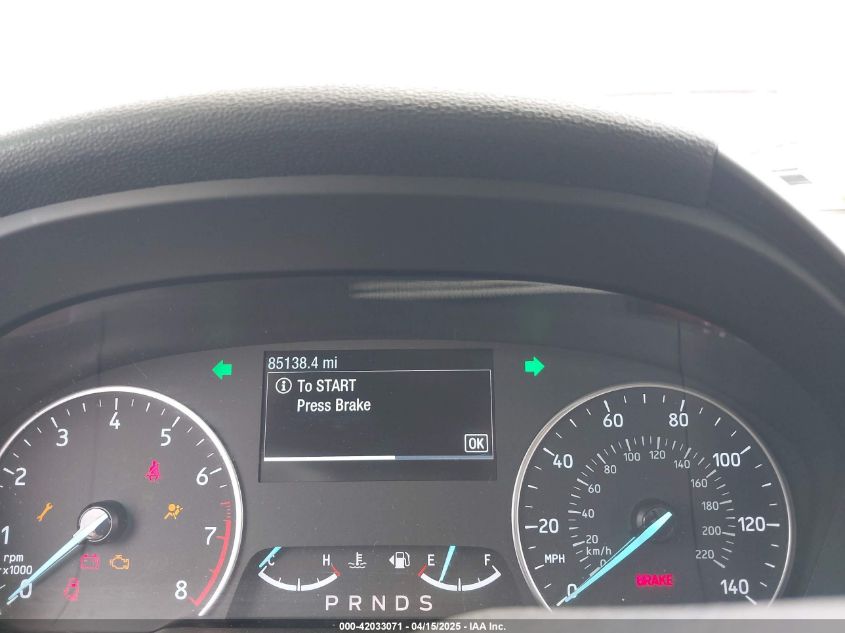 85138.4 mi
To START
Press Brake
OK
0 1 2 3 4 5 6 7 8
rpm
x1000
C H
E F
P R N D S
0 20 40 60 80 100 120 140
MPH
0 20 40 60 80 100 120 140 160 180 200 220
km/h
BRAKE
000-42033071 - 04/15/2025 - IAA Inc.